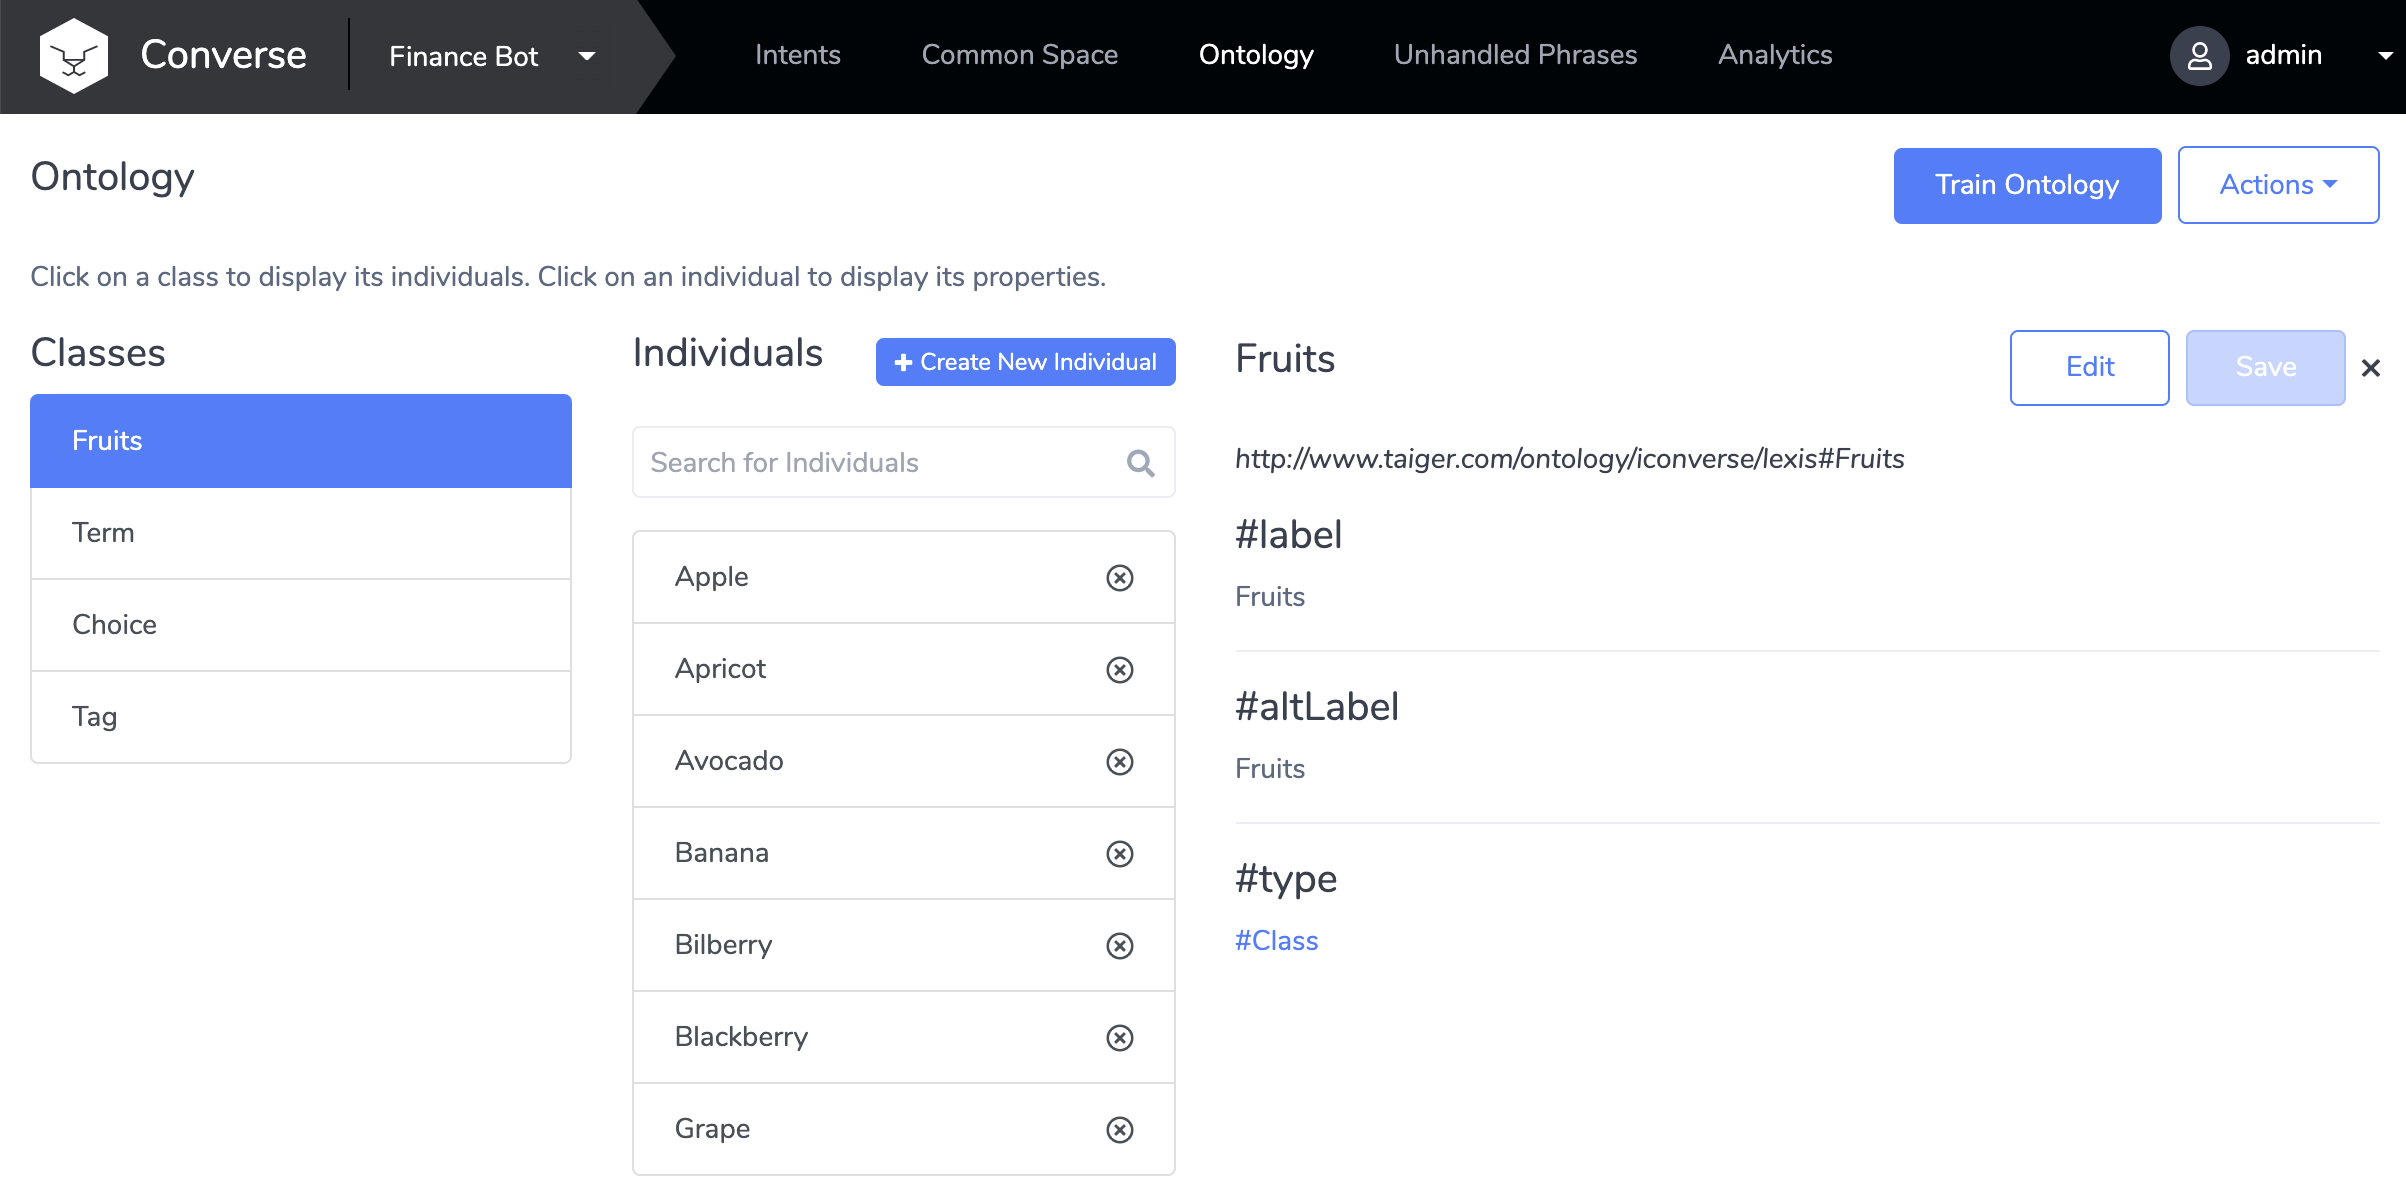 Converse
Finance Bot
Intents
Common Space
Ontology
Unhandled Phrases
Analytics
admin
Ontology
Train Ontology
Actions
Click on a class to display its individuals. Click on an individual to display its properties.
Classes
Fruits
Term
Choice
Tag
Individuals
Create New Individual
Search for Individuals
Apple
Apricot
Avocado
Banana
Bilberry
Blackberry
Grape
Fruits
Edit
Save
http://www.taiger.com/ontology/iconverse/lexis#Fruits
#label
Fruits
#altLabel
Fruits
#type
#Class